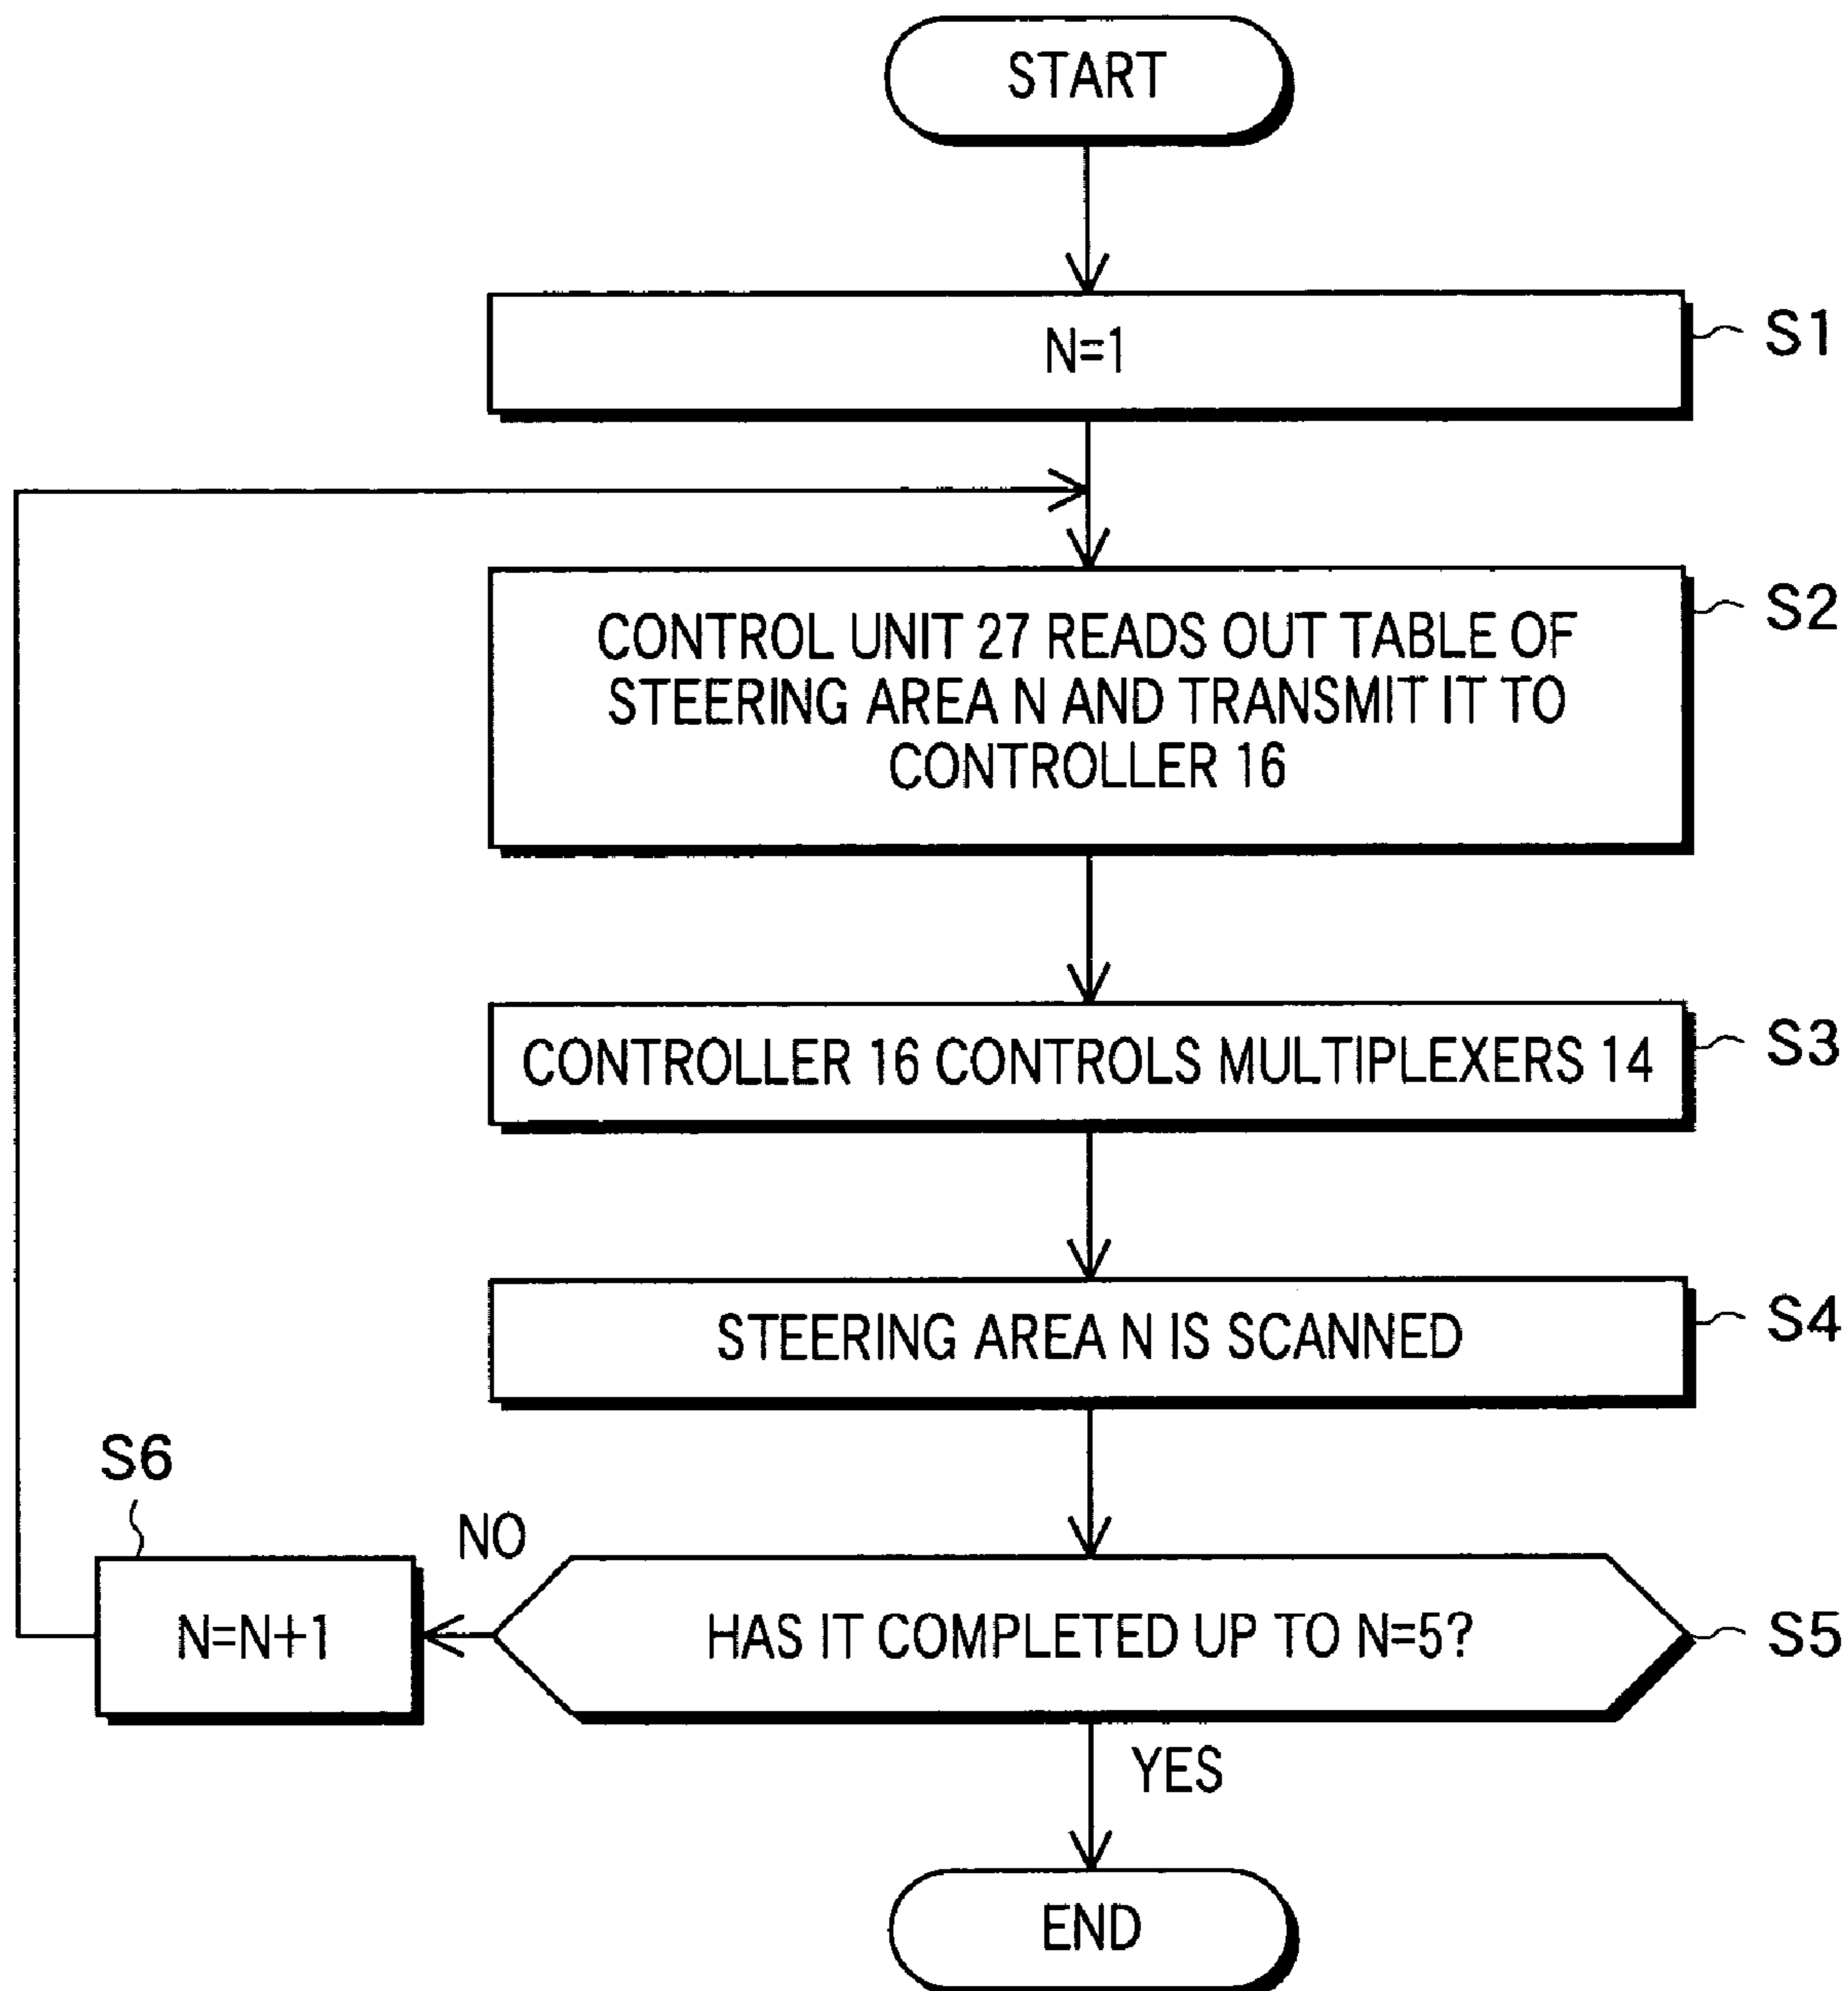 START
N=1
S1
CONTROL UNIT 27 READS OUT TABLE OF
STEERING AREA N AND TRANSMIT IT TO
CONTROLLER 16
S2
CONTROLLER 16 CONTROLS MULTIPLEXERS 14
S3
STEERING AREA N IS SCANNED
S4
HAS IT COMPLETED UP TO N=5?
S5
NO
S6
N=N+1
YES
END